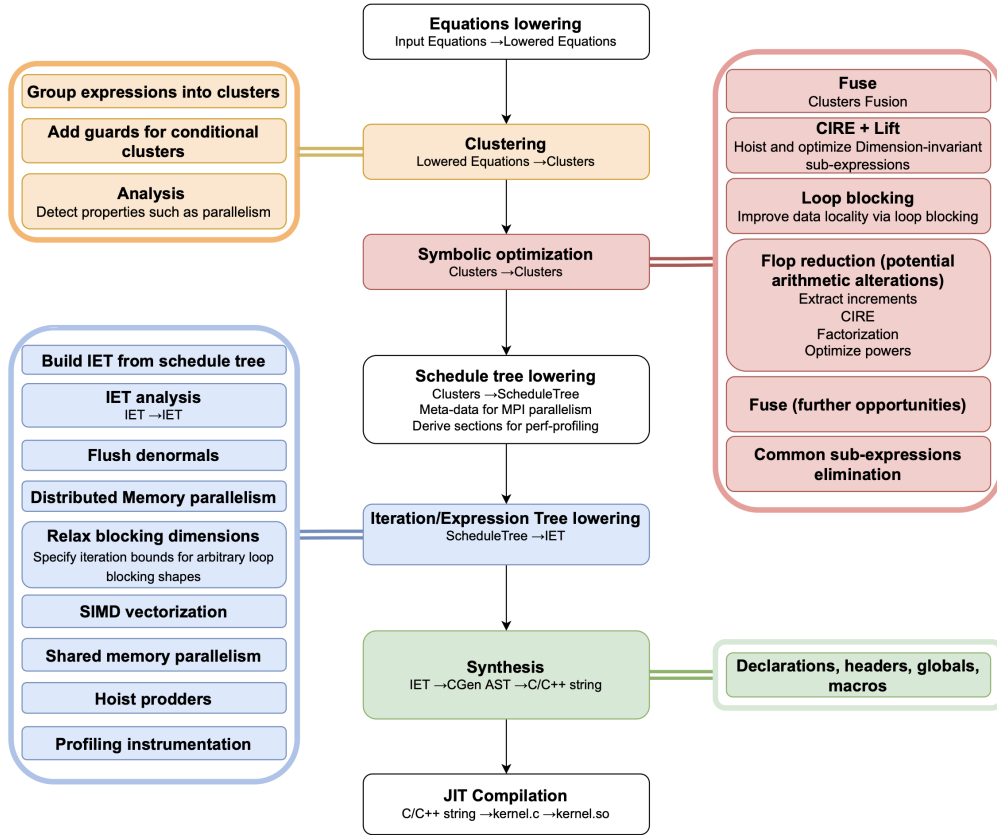 Equations lowering
Input Equations →Lowered Equations
Group expressions into clusters
Add guards for conditional
clusters
Analysis
Detect properties such as parallelism
Clustering
Lowered Equations →Clusters
Symbolic optimization
Clusters →Clusters
Fuse
Clusters Fusion
CIRE + Lift
Hoist and optimize Dimension-invariant
sub-expressions
Loop blocking
Improve data locality via loop blocking
Flop reduction (potential
arithmetic alterations)
Extract increments
CIRE
Factorization
Optimize powers
Fuse (further opportunities)
Common sub-expressions
elimination
Schedule tree lowering
Clusters →ScheduleTree
Meta-data for MPI parallelism
Derive sections for perf-profiling
Build IET from schedule tree
IET analysis
IET →IET
Flush denormals
Distributed Memory parallelism
Relax blocking dimensions
Specify iteration bounds for arbitrary loop
blocking shapes
SIMD vectorization
Shared memory parallelism
Hoist prodders
Profiling instrumentation
Iteration/Expression Tree lowering
ScheduleTree →IET
Synthesis
IET →CGen AST →C/C++ string
Declarations, headers, globals,
macros
JIT Compilation
C/C++ string →kernel.c →kernel.so